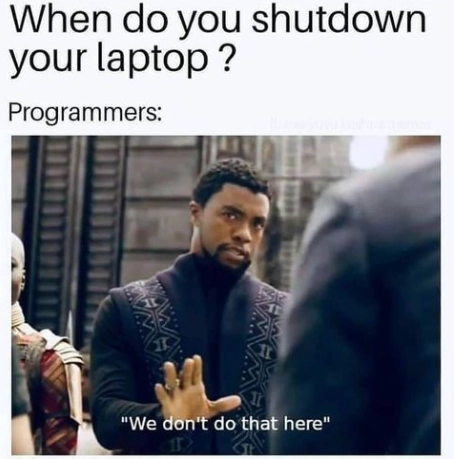 When do you shutdown
your laptop ?
Programmers:
"We don't do that here"